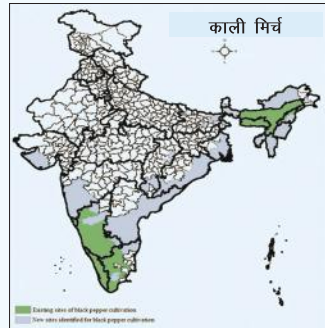 काली मिर्च
Existing sites of black pepper cultivation
New sites identified for black pepper cultivation